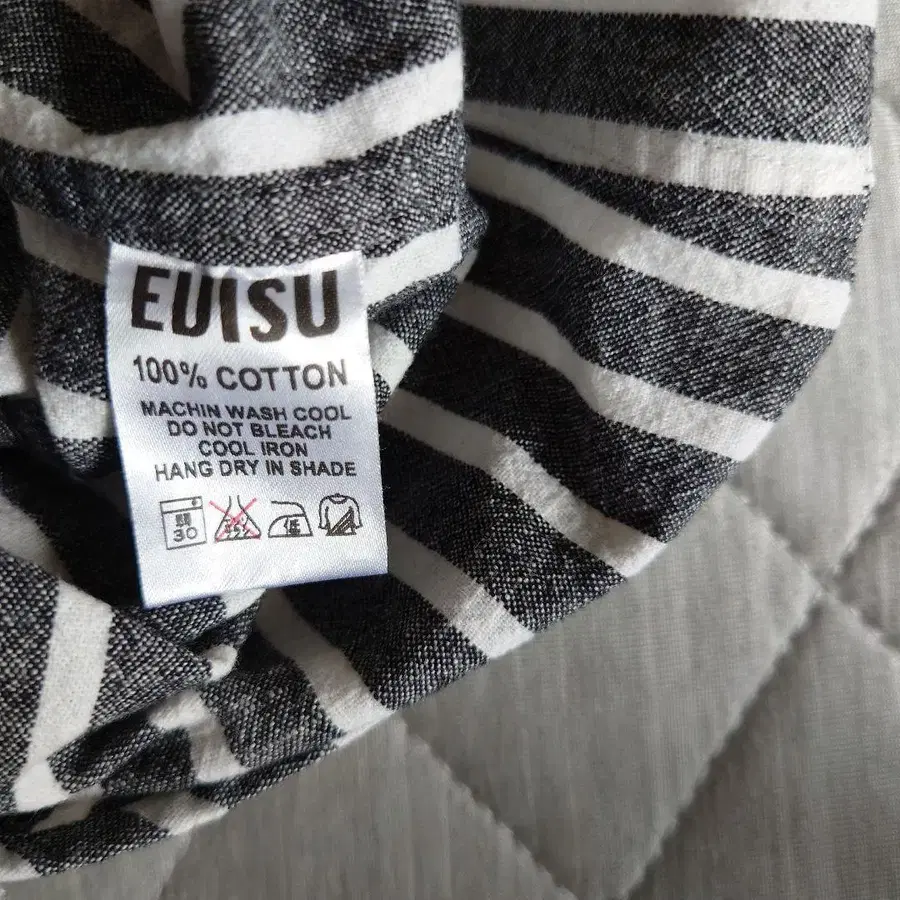 EUISU
100% COTTON
MACHIN WASH COOL
DO NOT BLEACH
COOL IRON
HANG DRY IN SHADE
30